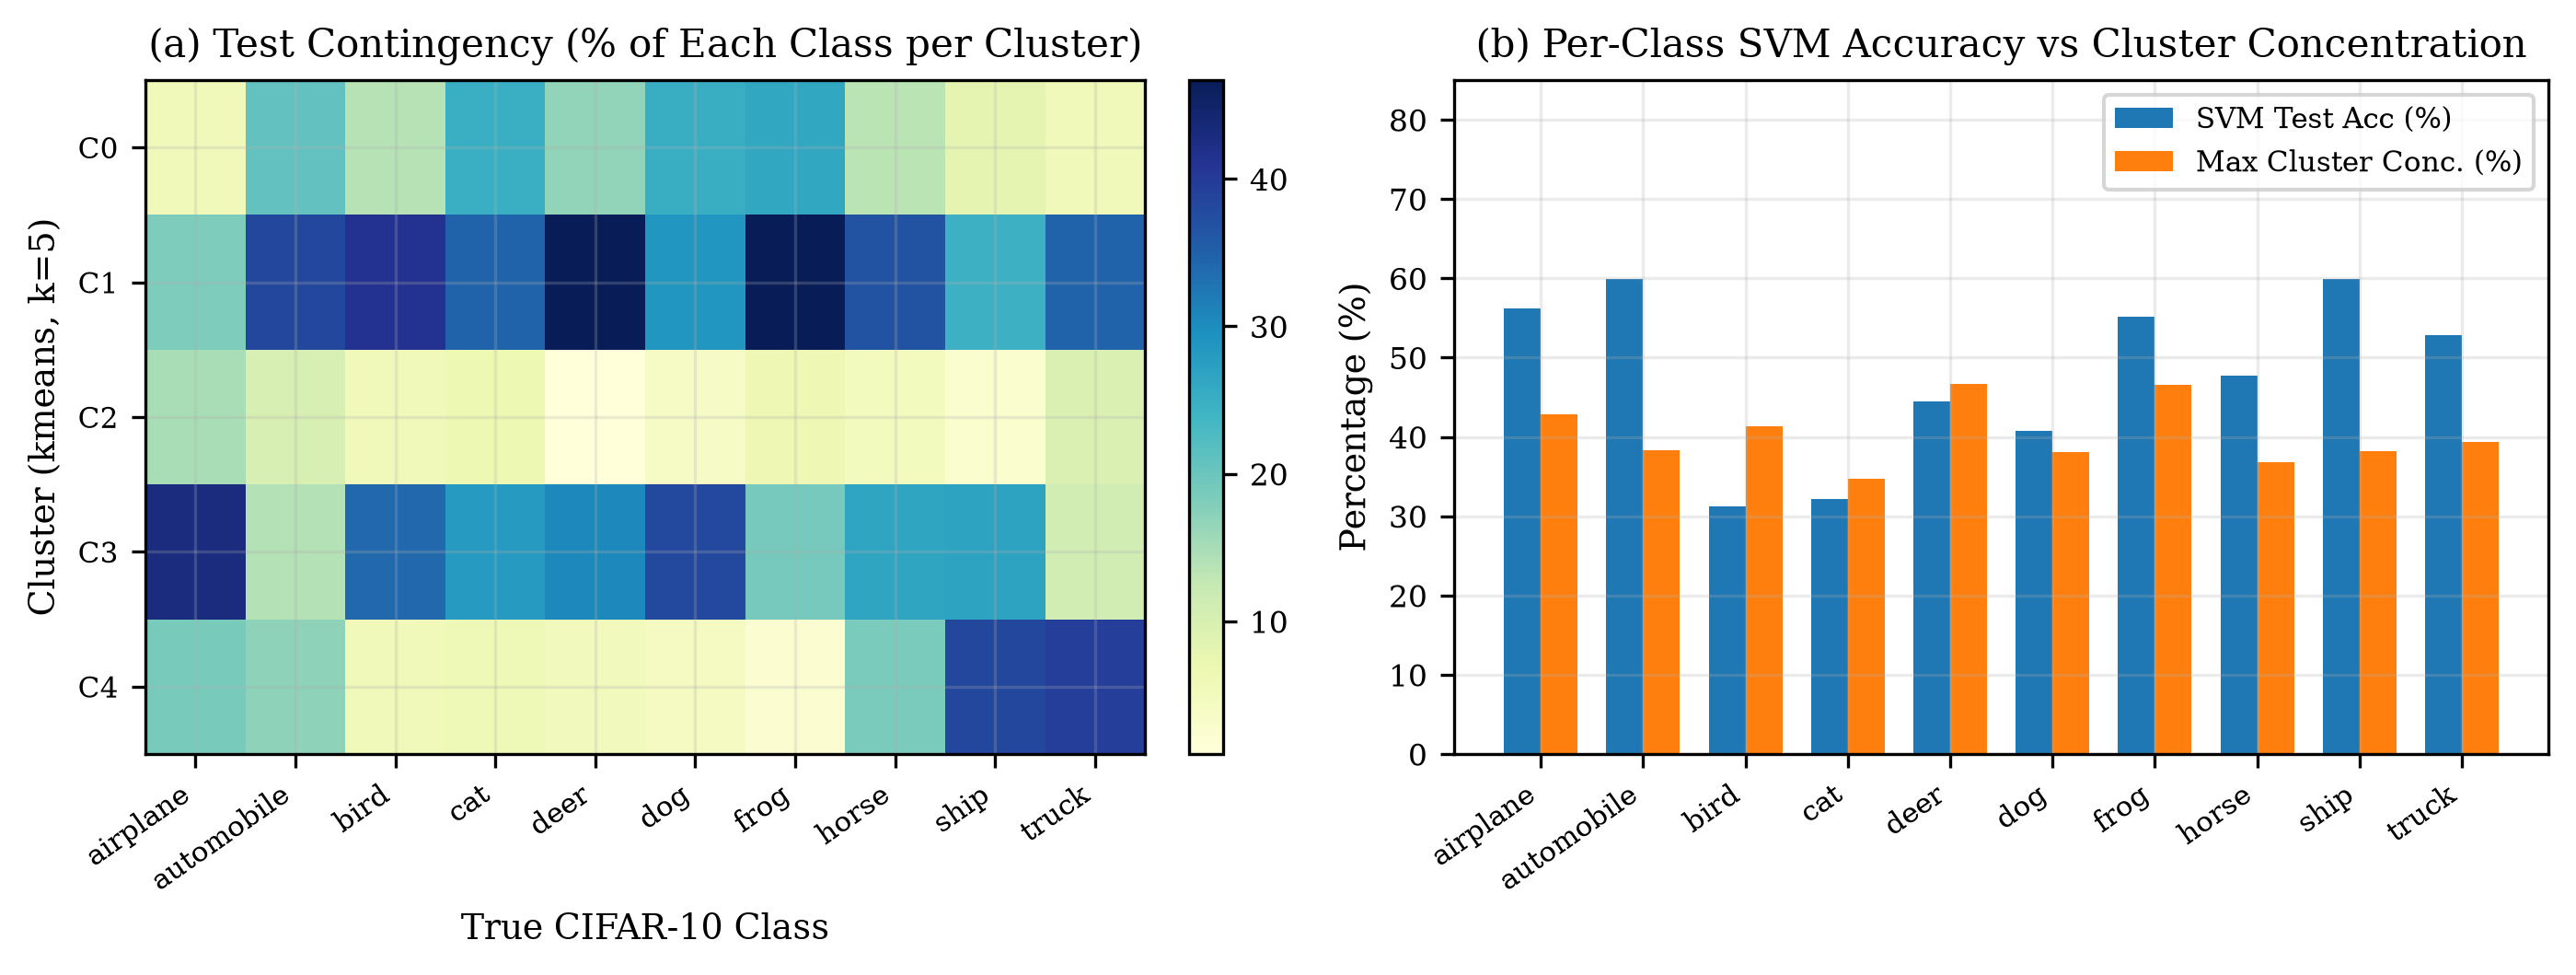 (a) Test Contingency (% of Each Class per Cluster)
Cluster (kmeans, k=5)
C0
C1
C2
C3
C4
airplane
automobile
bird
cat
deer
dog
frog
horse
ship
truck
True CIFAR-10 Class
40
30
20
10
(b) Per-Class SVM Accuracy vs Cluster Concentration
SVM Test Acc (%)
Max Cluster Conc. (%)
Percentage (%)
80
70
60
50
40
30
20
10
0
airplane
automobile
bird
cat
deer
dog
frog
horse
ship
truck